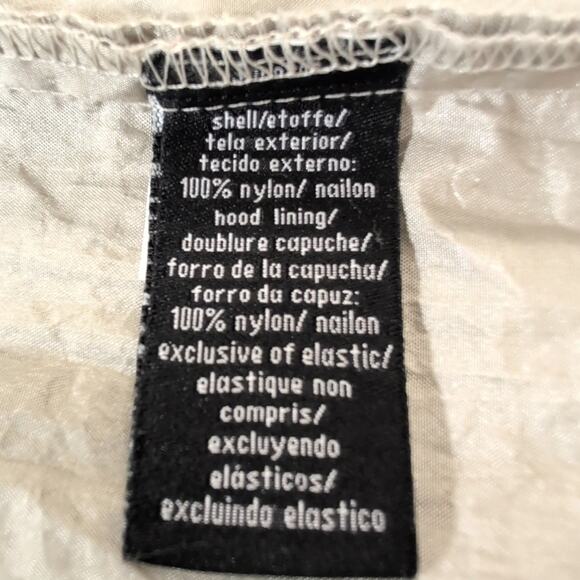 shell/etoffe/
tela exterior/
tecido externo:
100% nylon/ nailon
hood lining/
doublure capuche/
forro de la capucha/
forro da capuz:
100% nylon/ nailon
exclusive of elastic/
elastique non
compris/
excluyendo
elásticos/
excluindo elastico